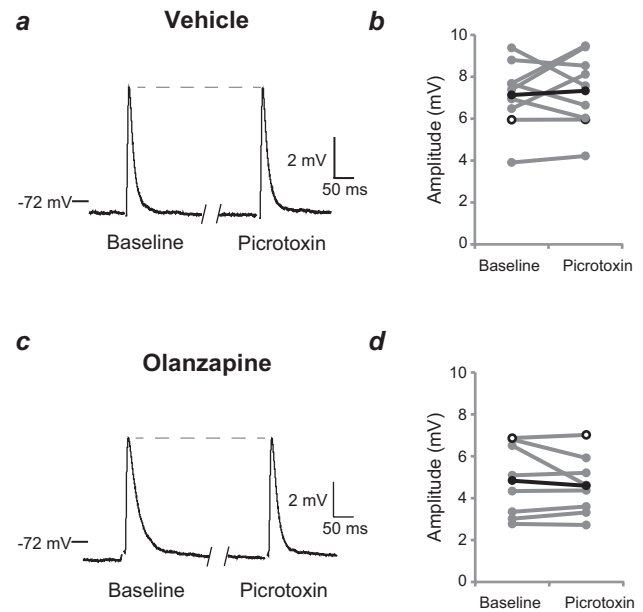 a Vehicle
2 mV
50 ms
-72 mV
Baseline Picrotoxin
b
Amplitude (mV)
10
8
6
4
2
0
Baseline Picrotoxin
c Olanzapine
2 mV
50 ms
-72 mV
Baseline Picrotoxin
d
Amplitude (mV)
10
8
6
4
2
0
Baseline Picrotoxin